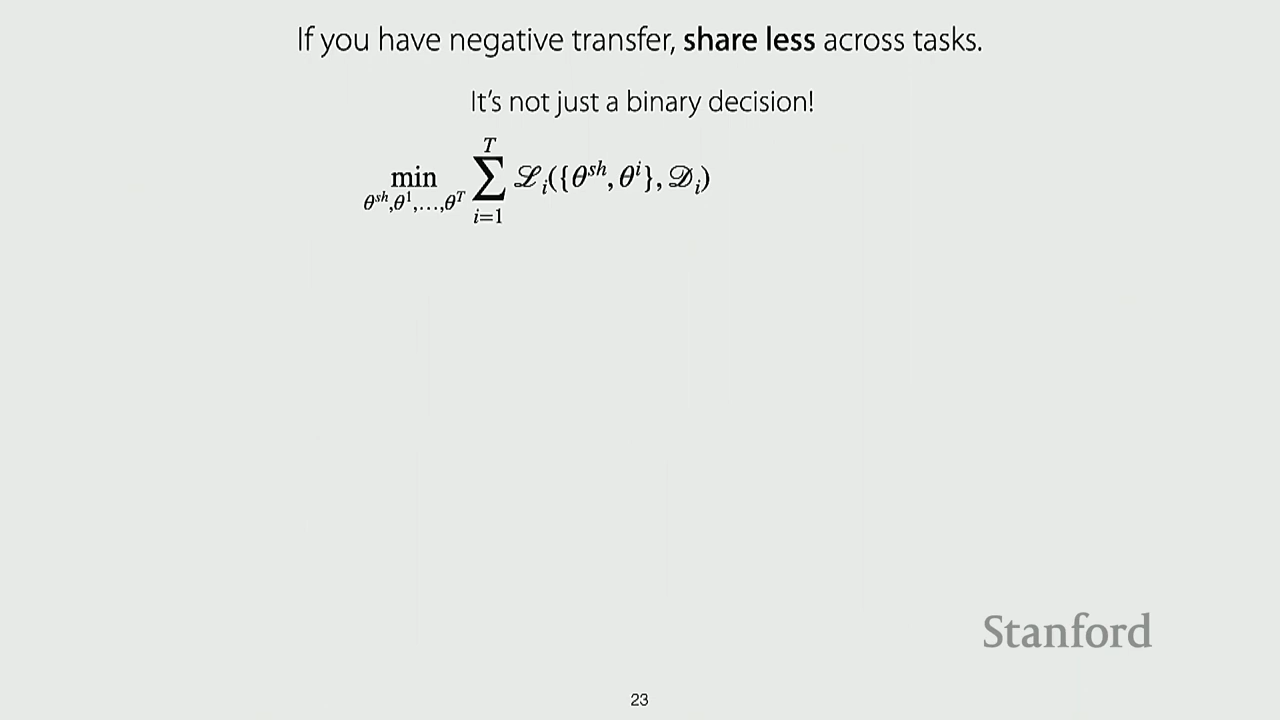 If you have negative transfer, share less across tasks.
It's not just a binary decision!
min_{θ^{sh},θ^1,…,θ^T} ∑_{i=1}^{T} ℒ_i({θ^{sh}, θ^i}, 𝒟_i)
Stanford
23